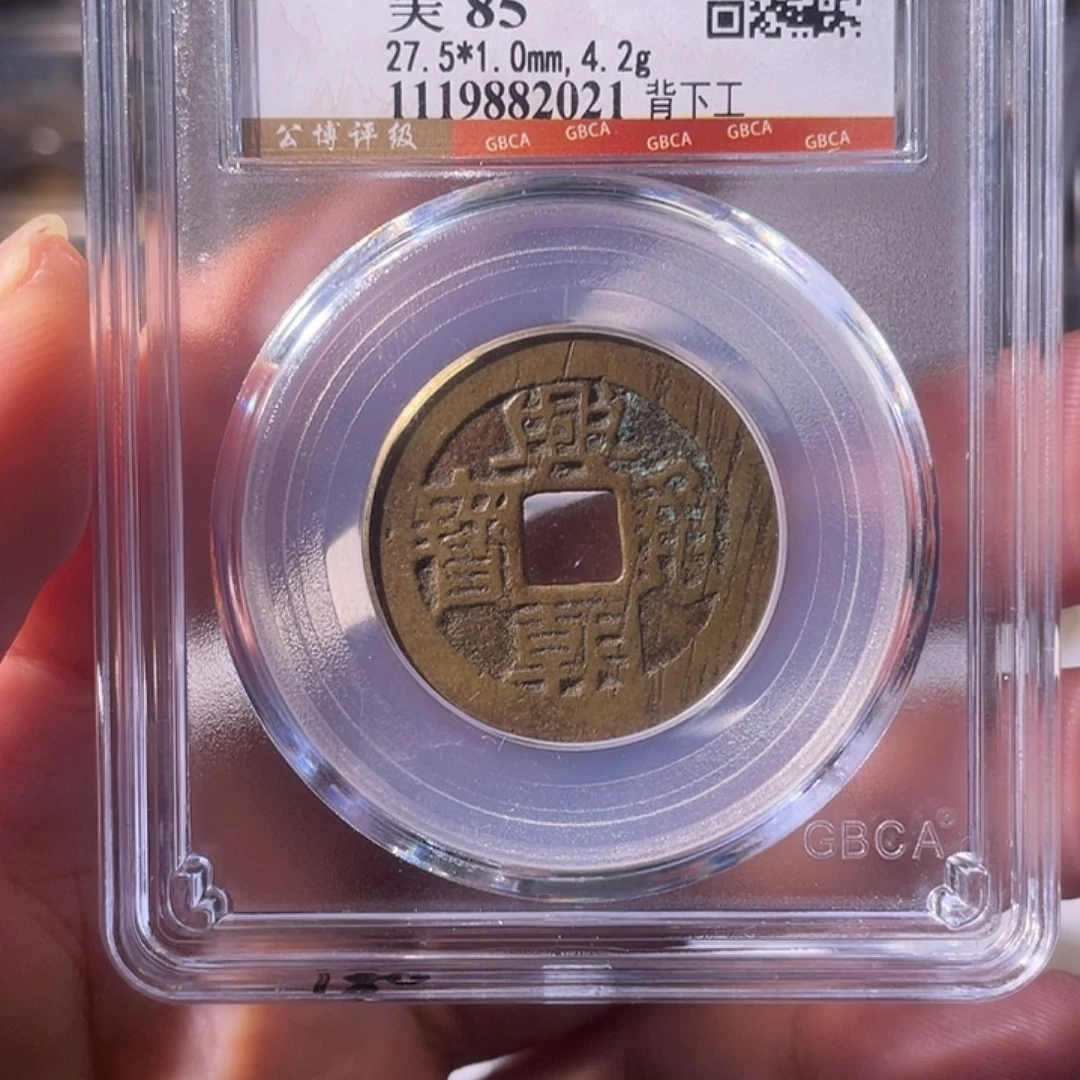 美 85
27.5*1.0mm,4.2g
1119882021 背下工
公博评级 GBCA GBCA GBCA GBCA GBCA
興
寶 通
朝
GBCA